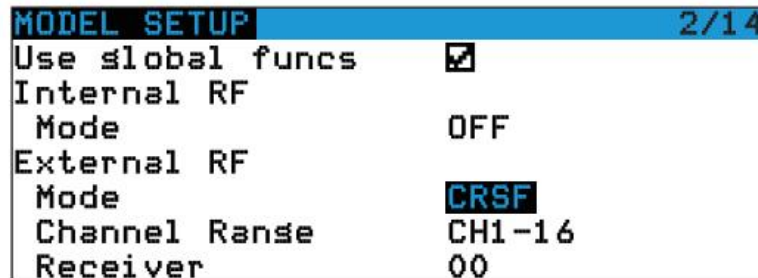 MODEL SETUP 2/14
Use global funcs
Internal RF
Mode OFF
External RF
Mode CRSF
Channel Range CH1-16
Receiver 00